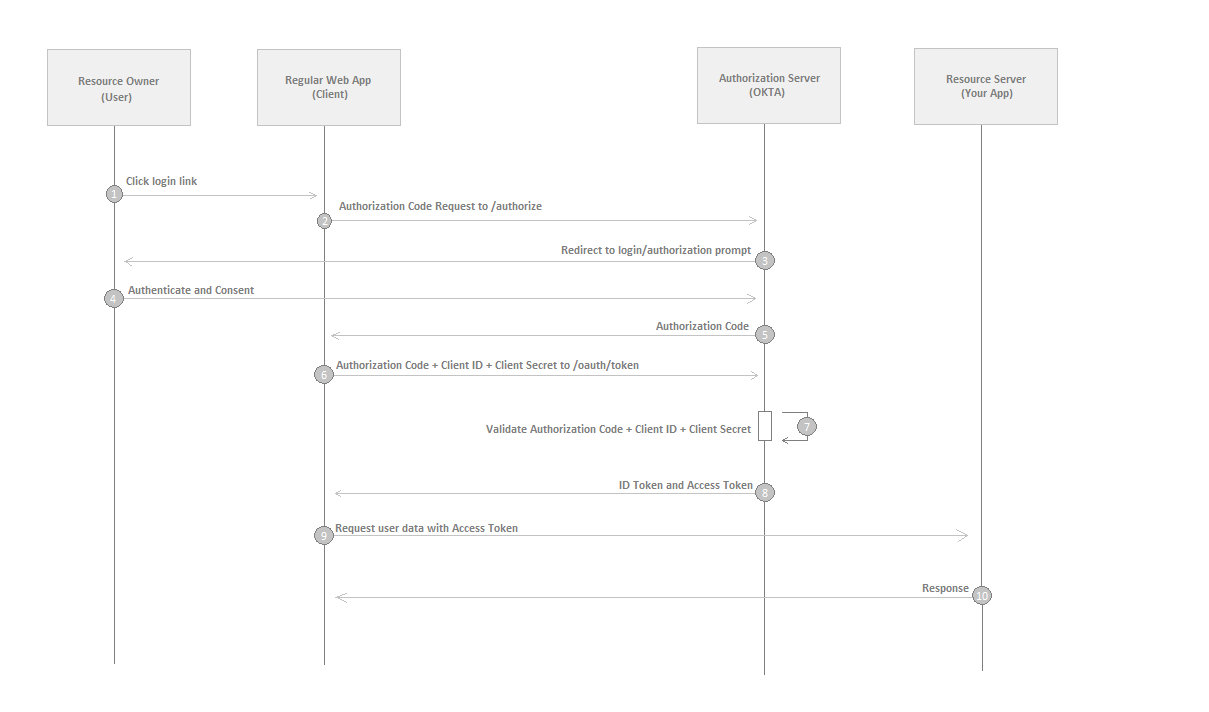 Resource Owner
(User)
Regular Web App
(Client)
Authorization Server
(OKTA)
Resource Server
(Your App)
1
Click login link
2
Authorization Code Request to /authorize
Redirect to login/authorization prompt
3
4
Authenticate and Consent
Authorization Code
5
6
Authorization Code + Client ID + Client Secret to /oauth/token
Validate Authorization Code + Client ID + Client Secret
7
ID Token and Access Token
8
9
Request user data with Access Token
Response
10